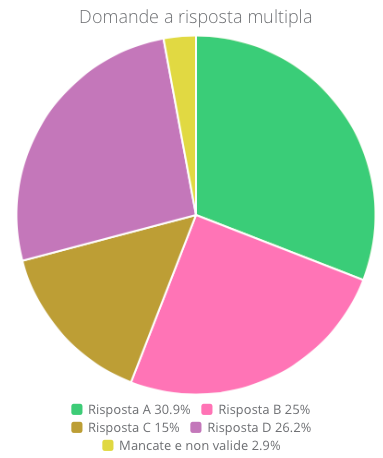 Domande a risposta multipla
Risposta A 30.9% Risposta B 25%
Risposta C 15% Risposta D 26.2%
Mancate e non valide 2.9%